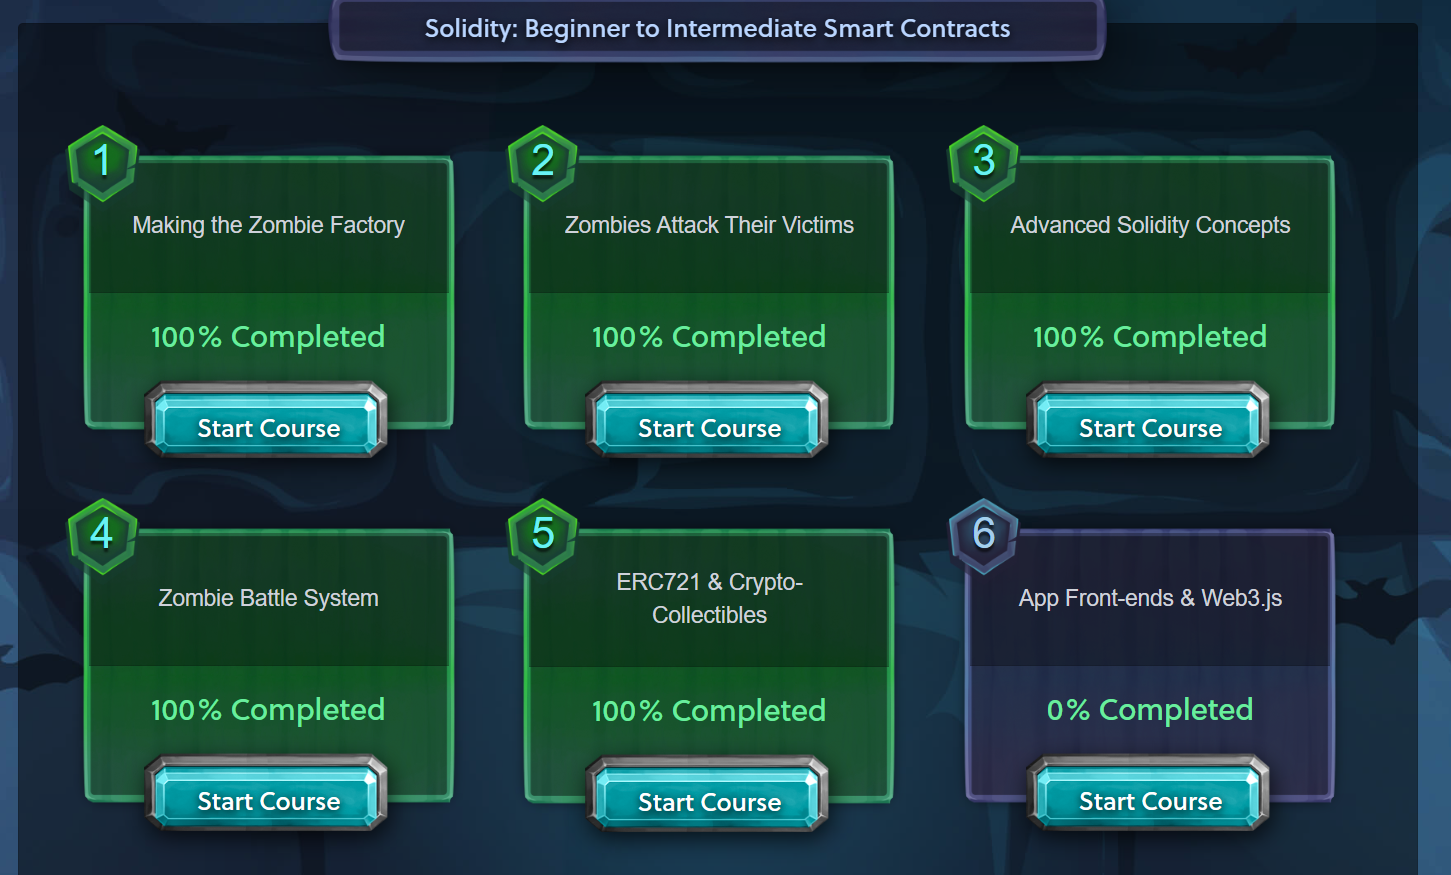 Solidity: Beginner to Intermediate Smart Contracts
1
Making the Zombie Factory
100% Completed
Start Course
2
Zombies Attack Their Victims
100% Completed
Start Course
3
Advanced Solidity Concepts
100% Completed
Start Course
4
Zombie Battle System
100% Completed
Start Course
5
ERC721 & Crypto-
Collectibles
100% Completed
Start Course
6
App Front-ends & Web3.js
0% Completed
Start Course